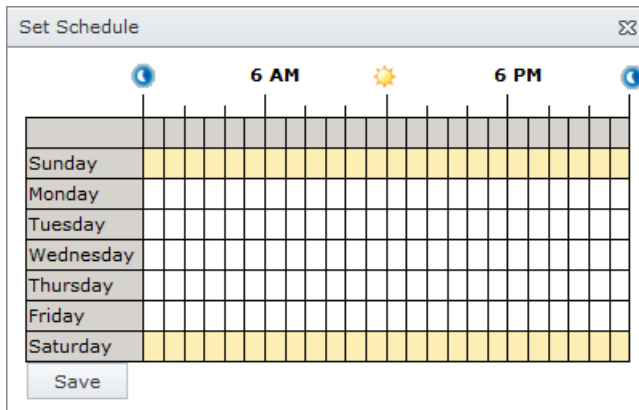 Set Schedule
6 AM 6 PM
Sunday
Monday
Tuesday
Wednesday
Thursday
Friday
Saturday
Save